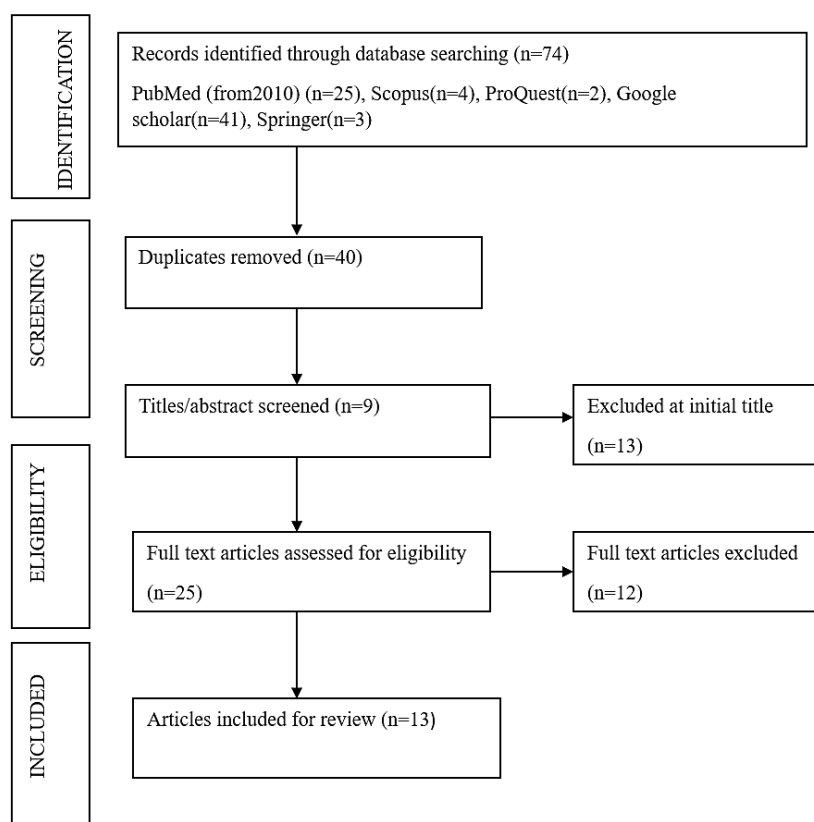 IDENTIFICATION
Records identified through database searching (n=74)
PubMed (from2010) (n=25), Scopus(n=4), ProQuest(n=2), Google
scholar(n=41), Springer(n=3)
SCREENING
Duplicates removed (n=40)
Titles/abstract screened (n=9)
Excluded at initial title
(n=13)
ELIGIBILITY
Full text articles assessed for eligibility
(n=25)
Full text articles excluded
(n=12)
INCLUDED
Articles included for review (n=13)